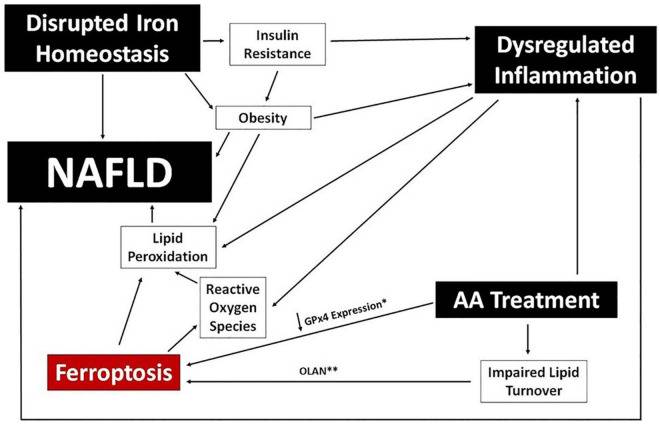 Disrupted Iron
Homeostasis
Insulin
Resistance
Dysregulated
Inflammation
Obesity
NAFLD
Lipid
Peroxidation
Reactive
Oxygen
Species
GPx4 Expression*
AA Treatment
Ferroptosis
OLAN**
Impaired Lipid
Turnover